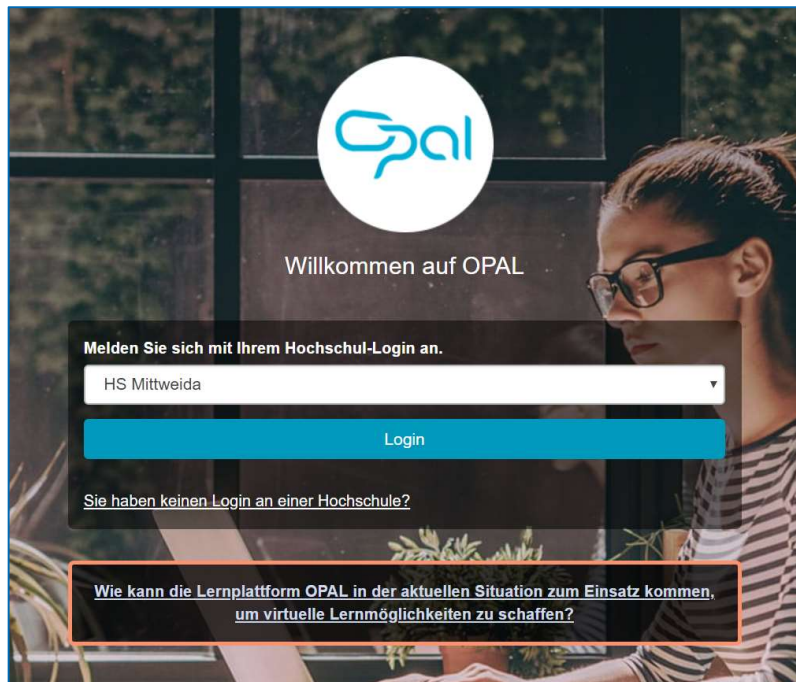 Opal
Willkommen auf OPAL
Melden Sie sich mit Ihrem Hochschul-Login an.
HS Mittweida
Login
Sie haben keinen Login an einer Hochschule?
Wie kann die Lernplattform OPAL in der aktuellen Situation zum Einsatz kommen,
um virtuelle Lernmöglichkeiten zu schaffen?